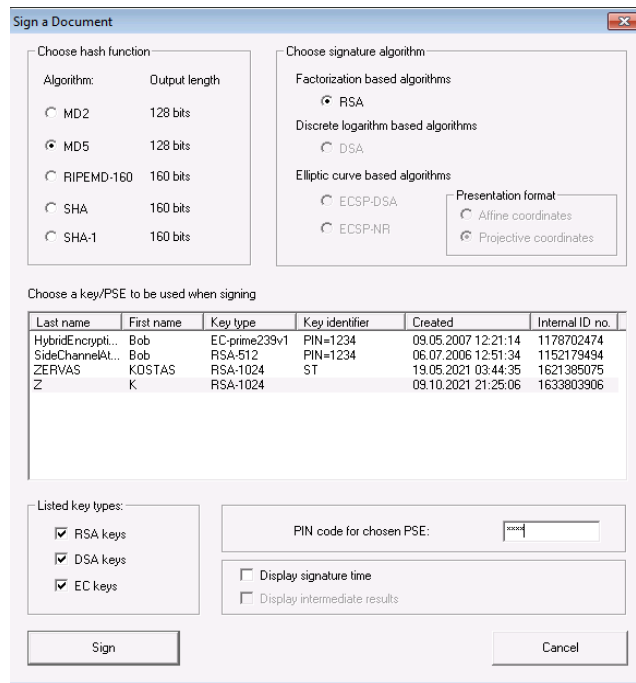 Sign a Document
Choose hash function
Algorithm: Output length
MD2 128 bits
MD5 128 bits
RIPEMD-160 160 bits
SHA 160 bits
SHA-1 160 bits
Choose signature algorithm
Factorization based algorithms
RSA
Discrete logarithm based algorithms
DSA
Elliptic curve based algorithms
ECSP-DSA
ECSP-NR
Presentation format
Affine coordinates
Projective coordinates
Choose a key/PSE to be used when signing
Last name First name Key type Key identifier Created Internal ID no.
HybridEncrypti... Bob EC-prime239v1 PIN=1234 09.05.2007 12:21:14 1178702474
SideChannelAt... Bob RSA-512 PIN=1234 06.07.2006 12:51:34 1152179494
ZERVAS KOSTAS RSA-1024 ST 19.05.2021 03:44:35 1621385075
Z K RSA-1024 09.10.2021 21:25:06 1633803906
Listed key types:
RSA keys
DSA keys
EC keys
PIN code for chosen PSE: ××××
Display signature time
Display intermediate results
Sign
Cancel